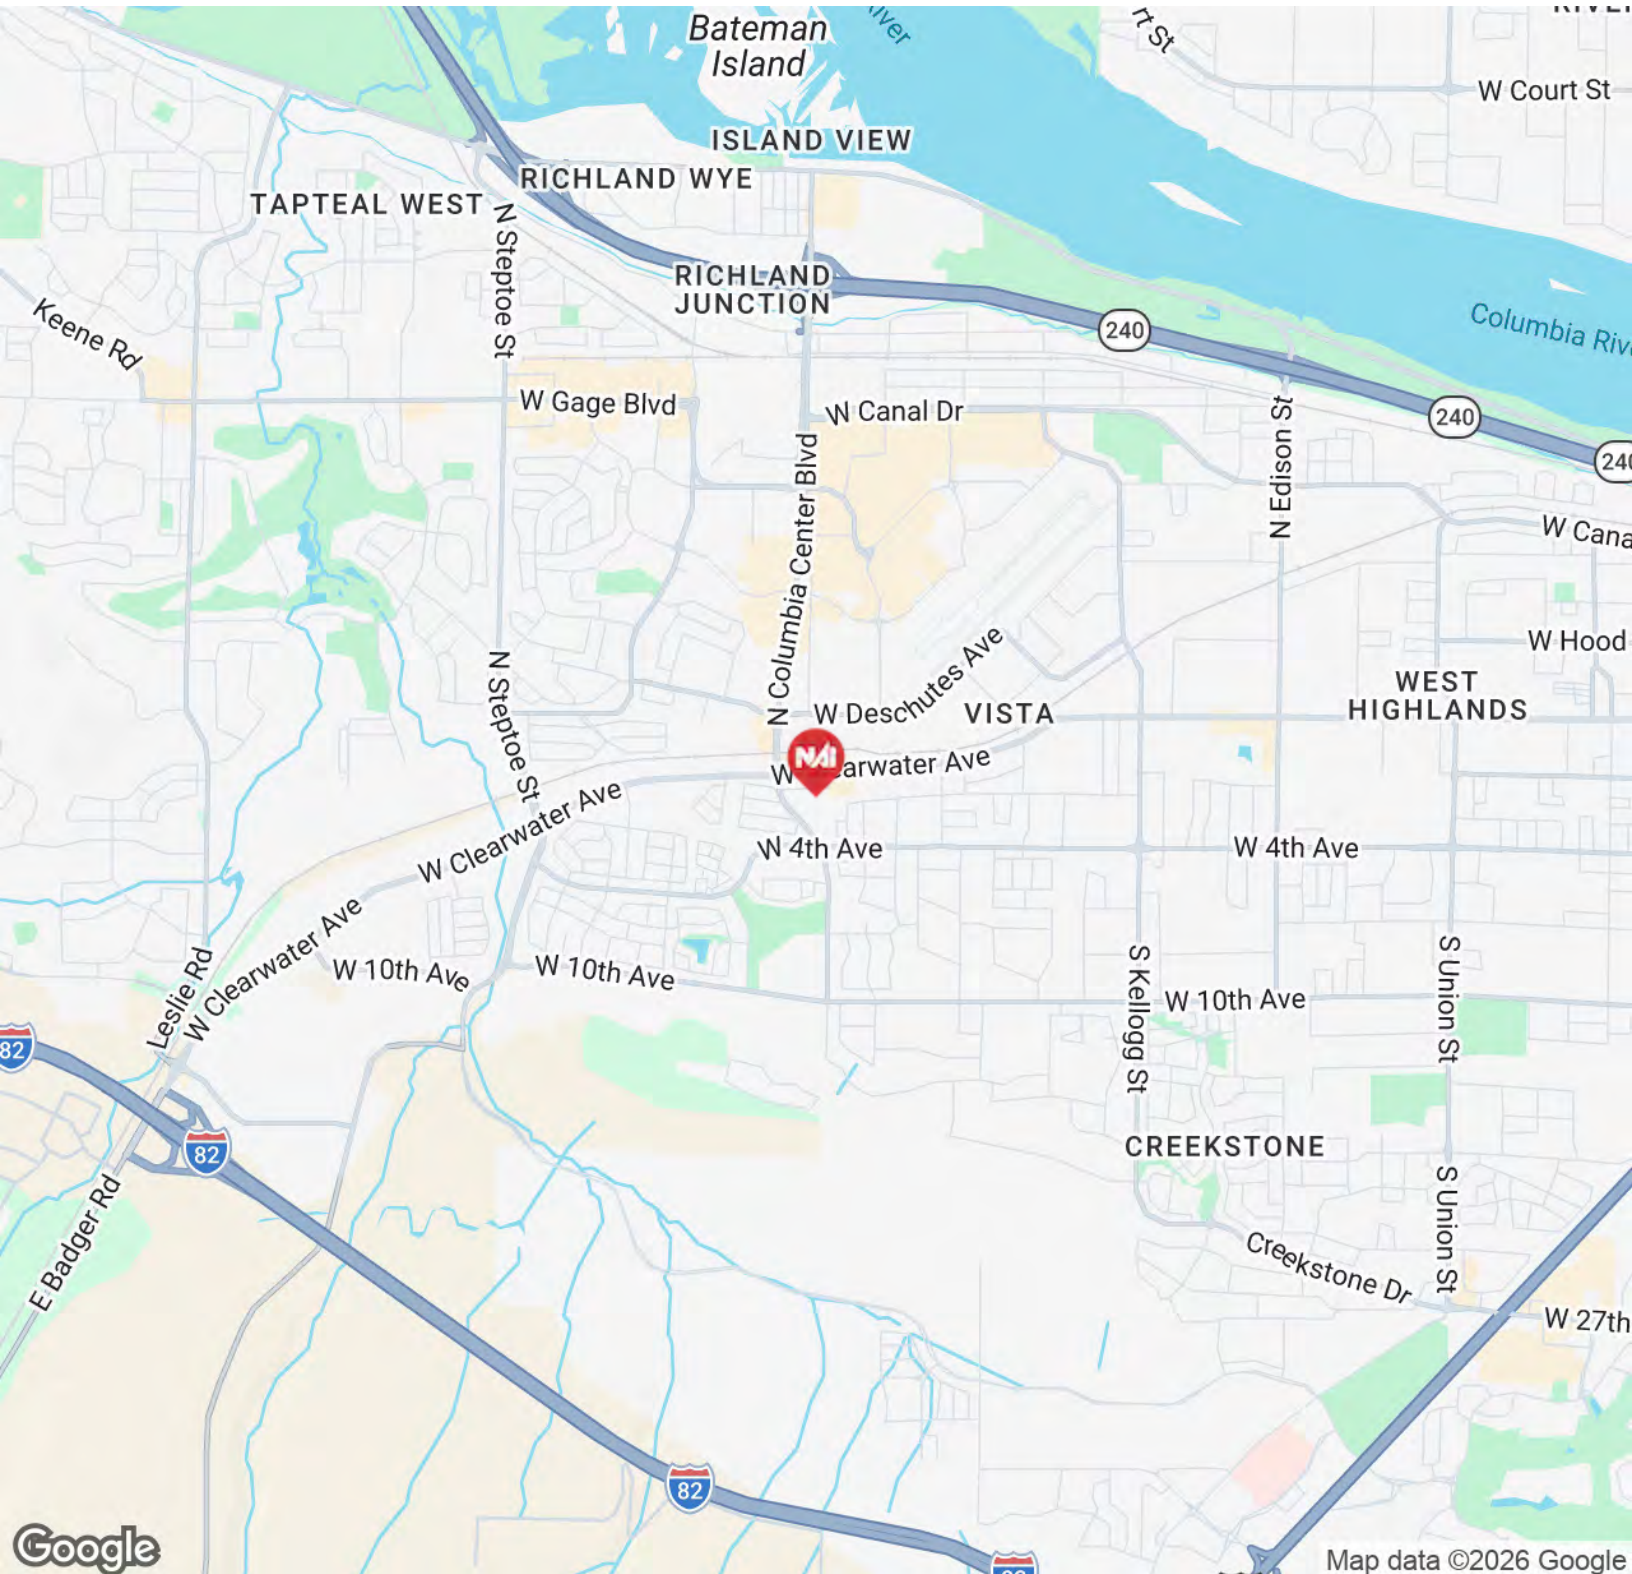 Bateman
Island
River
W Court St
ISLAND VIEW
RICHLAND WYE
TAPTEAL WEST
N Steptoe St
RICHLAND
JUNCTION
Keene Rd
240
Columbia
W Gage Blvd
W Canal Dr
240
240
N Columbia Center Blvd
N Edison St
W
W Hood
N Steptoe St
W Deschutes Ave
VISTA
WEST
HIGHLANDS
NAI
W Clearwater Ave
W Clearwater Ave
W 4th Ave
W 4th Ave
W Clearwater Ave
Leslie Rd
W 10th Ave
W 10th Ave
W 10th Ave
S Kellogg St
S Union St
82
82
CREEKSTONE
E Badger Rd
S Union St
Creekstone Dr
W 27th
82
Google
Map data ©2026 Google